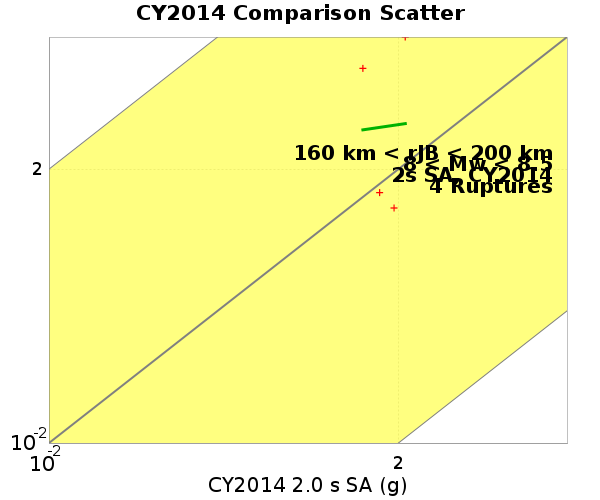 CY2014 Comparison Scatter
160 km < rJB < 200 km
8 < Mw < 8.5
2s SA, CY2014
4 Ruptures
2
10-2
10-2
2
CY2014 2.0 s SA (g)